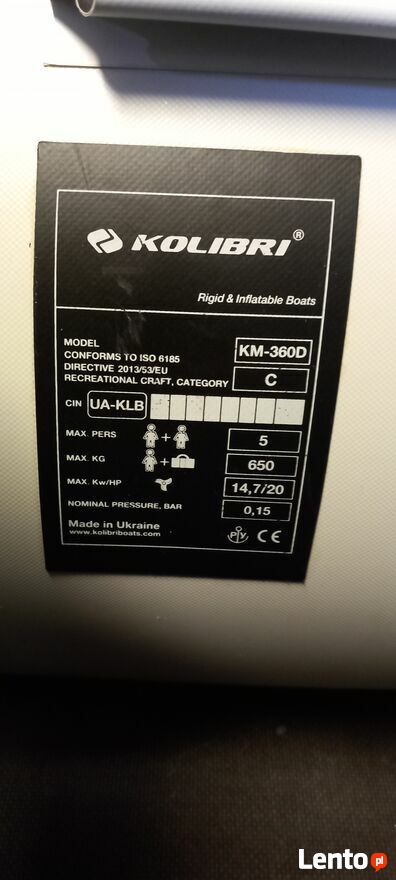 KOLIBRI®
Rigid & Inflatable Boats
MODEL KM-360D
CONFORMS TO ISO 6185
DIRECTIVE 2013/53/EU
RECREATIONAL CRAFT, CATEGORY C
CIN UA-KLB
MAX. PERS + 5
MAX. KG + 650
MAX. Kw/HP 14,7/20
NOMINAL PRESSURE, BAR 0,15
Made in Ukraine
www.kolibriboats.com
РУ CE
Lento.pl